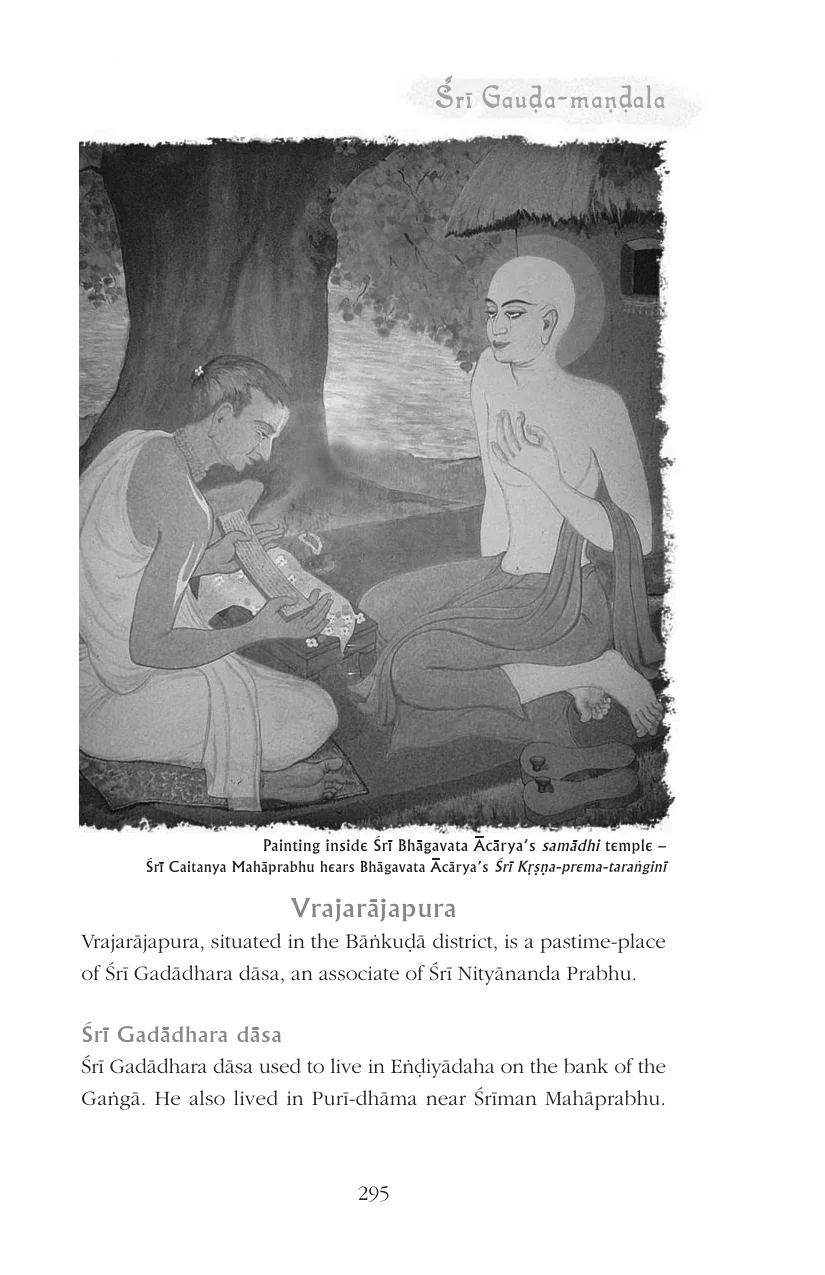 Śrī Gauḍa-maṇḍala
Painting inside Śrī Bhāgavata Ācārya’s samādhi temple –
Śrī Caitanya Mahāprabhu hears Bhāgavata Ācārya’s Śrī Kṛṣṇa-prema-taraṅginī
Vrajarājapura
Vrajarājapura, situated in the Bāṅkuḍā district, is a pastime-place
of Śrī Gadādhara dāsa, an associate of Śrī Nityānanda Prabhu.
Śrī Gadādhara dāsa
Śrī Gadādhara dāsa used to live in Eṅḍiyādaha on the bank of the
Gaṅgā. He also lived in Purī-dhāma near Śrīman Mahāprabhu.
295